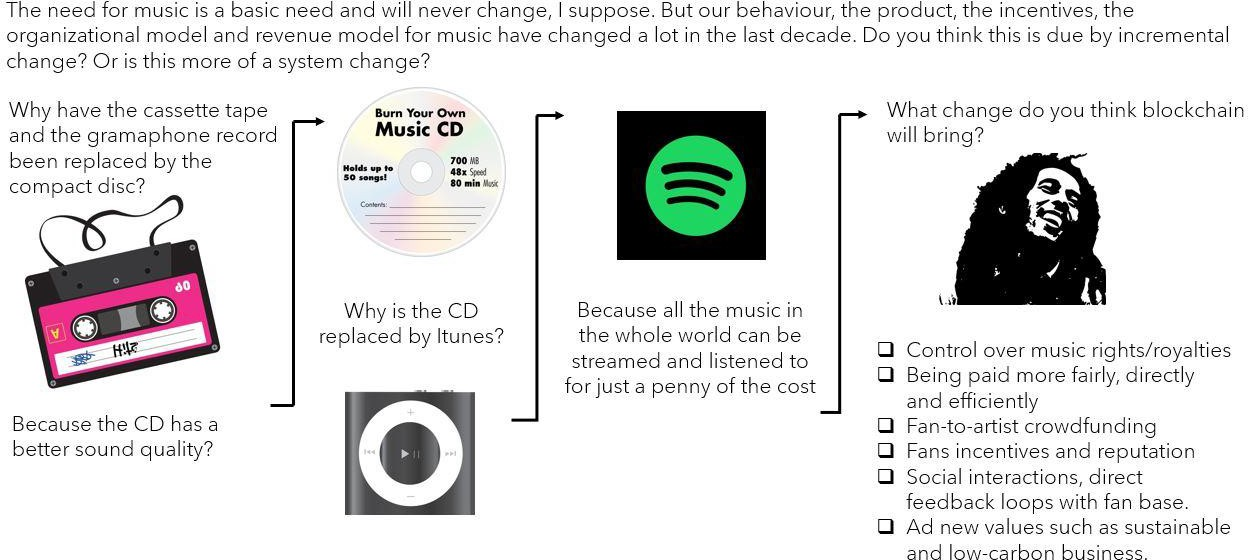 The need for music is a basic need and will never change, I suppose. But our behaviour, the product, the incentives, the
organizational model and revenue model for music have changed a lot in the last decade. Do you think this is due by incremental
change? Or is this more of a system change?
Why have the cassette tape
and the gramaphone record
been replaced by the
compact disc?
90
A
Hitz
Because the CD has a
better sound quality?
Burn Your Own
Music CD
Holds up to
50 songs!
700 MB
48x Speed
80 min Music
Contents:
Why is the CD
replaced by Itunes?
Because all the music in
the whole world can be
streamed and listened to
for just a penny of the cost
What change do you think blockchain
will bring?
Control over music rights/royalties
Being paid more fairly, directly
and efficiently
Fan-to-artist crowdfunding
Fans incentives and reputation
Social interactions, direct
feedback loops with fan base.
Ad new values such as sustainable
and low-carbon business.